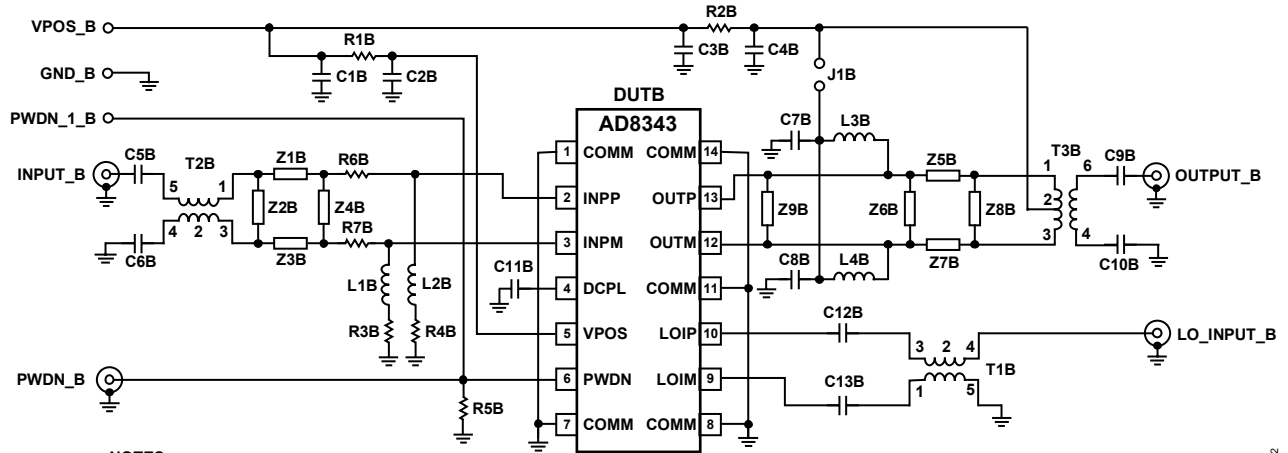 VPOS_B
R2B
R1B
C3B
C4B
GND_B
C1B
C2B
J1B
DUTB
PWDN_1_B
AD8343
C7B
L3B
C5B
T2B
Z1B
R6B
1
COMM
COMM
14
Z5B
T3B
C9B
INPUT_B
5
1
1
6
OUTPUT_B
Z2B
Z4B
2
INPP
OUTP
13
Z9B
Z6B
Z8B
2
4
2
3
R7B
3
INPM
OUTM
12
3
4
C6B
Z3B
C11B
C8B
L4B
Z7B
C10B
L1B
L2B
4
DCPL
COMM
11
C12B
R3B
R4B
5
VPOS
LOIP
10
3
2
4
LO_INPUT_B
PWDN_B
6
PWDN
LOIM
9
C13B
1
5
T1B
R5B
7
COMM
COMM
8